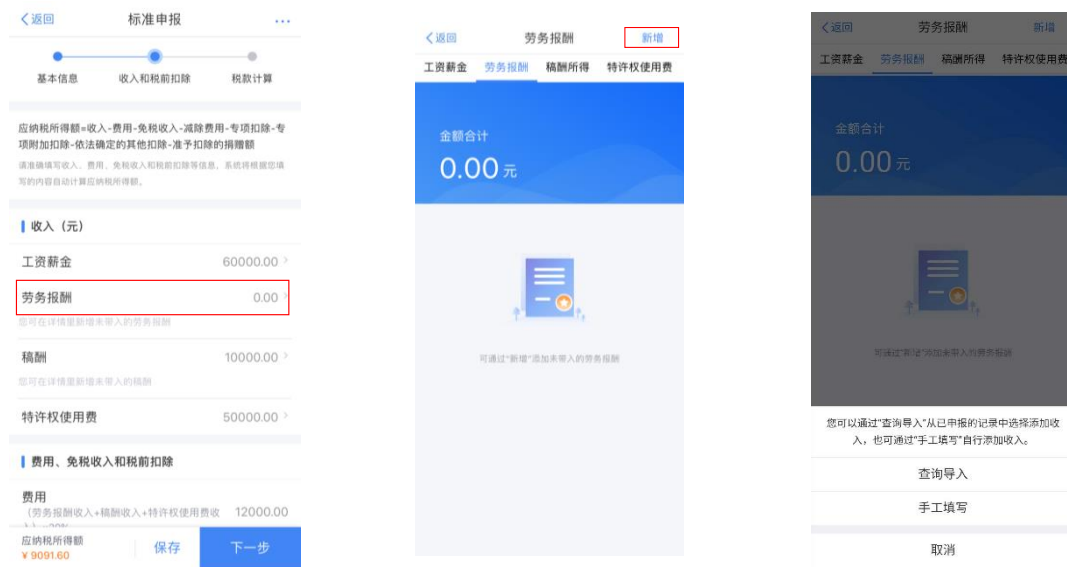 返回
标准申报
...
基本信息
收入和税前扣除
税款计算
应纳税所得额=收入-费用-免税收入-减除费用-专项扣除-专
项附加扣除-依法确定的其他扣除-准予扣除的捐赠额
请准确填写收入、费用、免税收入和税前扣除等信息，系统将根据您填
写的内容自动计算应纳税所得额。
收入（元）
工资薪金 60000.00
劳务报酬 0.00
您可在详情里新增未带入的劳务报酬
稿酬 10000.00
您可在详情里新增未带入的稿酬
特许权使用费 50000.00
费用、免税收入和税前扣除
费用
（劳务报酬收入+稿酬收入+特许权使用费收 12000.00
应纳税所得额
¥ 9091.60
保存
下一步
返回
劳务报酬
新增
工资薪金 劳务报酬 稿酬所得 特许权使用费
金额合计
0.00 元
可通过“新增”添加未带入的劳务报酬
返回
劳务报酬
新增
工资薪金 劳务报酬 稿酬所得 特许权使用费
金额合计
0.00 元
可通过“新增”添加未带入的劳务报酬
您可以通过“查询导入”从已申报的记录中选择添加收
入，也可通过“手工填写”自行添加收入。
查询导入
手工填写
取消